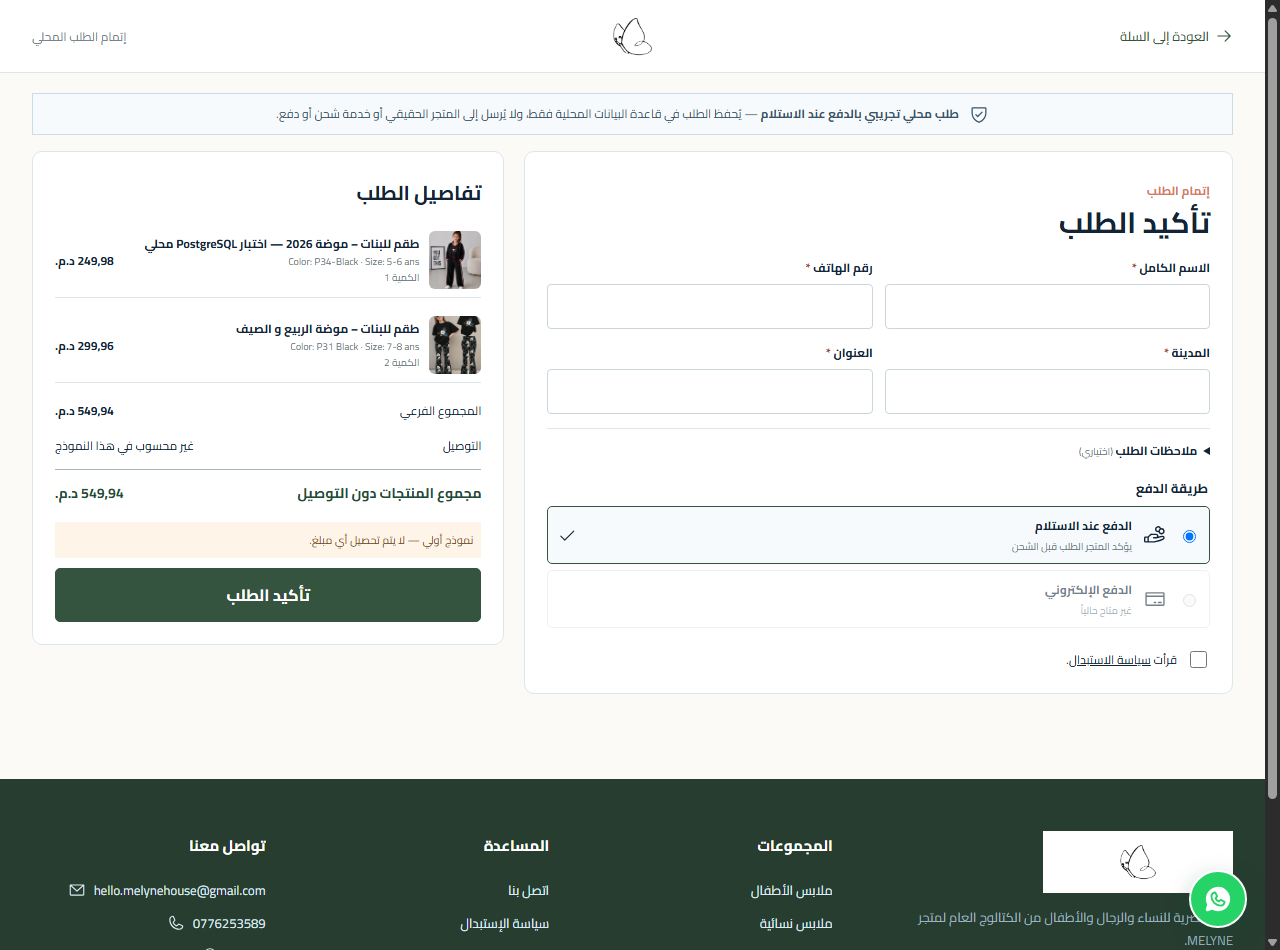 العودة إلى السلة
إتمام الطلب المحلي
طلب محلي تجريبي بالدفع عند الاستلام — يُحفظ الطلب في قاعدة البيانات المحلية فقط، ولا يُرسل إلى المتجر الحقيقي أو خدمة شحن أو دفع.
إتمام الطلب
تأكيد الطلب
الاسم الكامل *
رقم الهاتف *
المدينة *
العنوان *
ملاحظات الطلب (اختياري)
طريقة الدفع
الدفع عند الاستلام
يؤكد المتجر الطلب قبل الشحن
الدفع الإلكتروني
غير متاح حالياً
قرأت سياسة الاستبدال.
تفاصيل الطلب
طقم للبنات – موضة 2026 — اختبار PostgreSQL محلي
Color: P34-Black · Size: 5-6 ans
الكمية 1
249,98 د.م.
طقم للبنات – موضة الربيع و الصيف
Color: P31 Black · Size: 7-8 ans
الكمية 2
299,96 د.م.
المجموع الفرعي
549,94 د.م.
التوصيل
غير محسوب في هذا النموذج
مجموع المنتجات دون التوصيل
549,94 د.م.
نموذج أولي — لا يتم تحصيل أي مبلغ.
تأكيد الطلب
للنساء والرجال والأطفال من الكتالوج العام لمتجر
MELYNE.
المجموعات
ملابس الأطفال
ملابس نسائية
المساعدة
اتصل بنا
سياسة الإستبدال
تواصل معنا
hello.melynehouse@gmail.com
0776253589